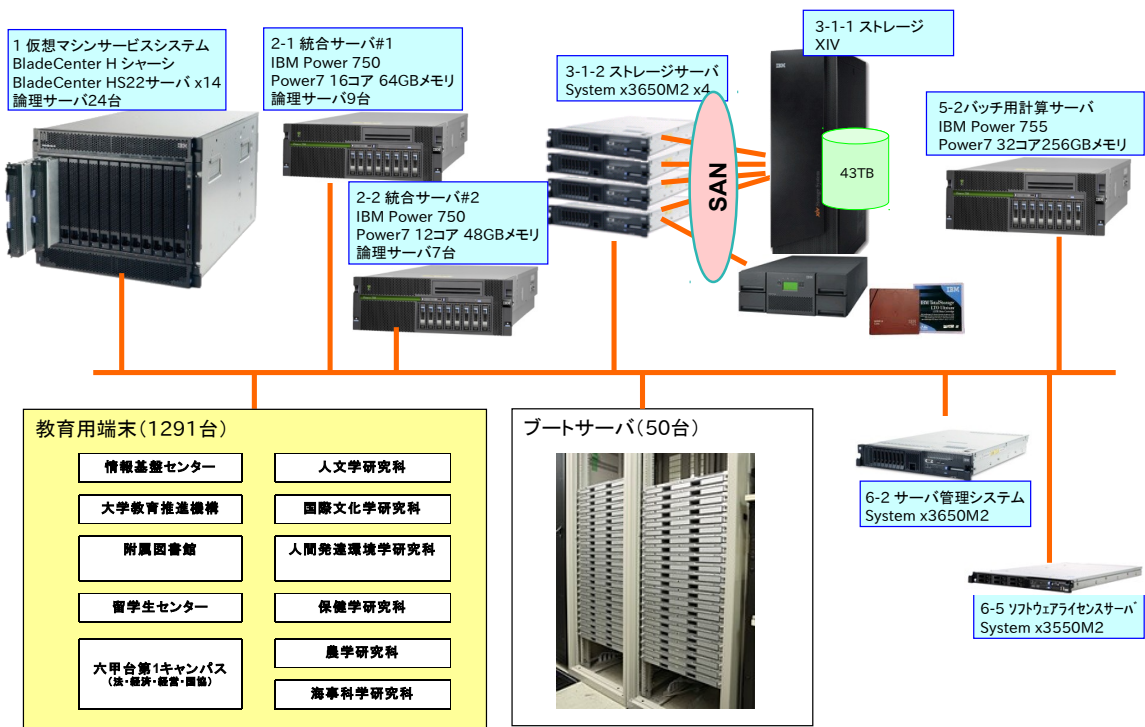 1 仮想マシンサービスシステム
BladeCenter H シャーシ
BladeCenter HS22サーバ x14
論理サーバ24台
2-1 統合サーバ#1
IBM Power 750
Power7 16コア 64GBメモリ
論理サーバ9台
2-2 統合サーバ#2
IBM Power 750
Power7 12コア 48GBメモリ
論理サーバ7台
3-1-2 ストレージサーバ
System x3650M2 x4
SAN
3-1-1 ストレージ
XIV
43TB
5-2バッチ用計算サーバ
IBM Power 755
Power7 32コア256GBメモリ
教育用端末(1291台)
情報基盤センター
人文学研究科
大学教育推進機構
国際文化学研究科
附属図書館
人間発達環境学研究科
留学生センター
保健学研究科
六甲台第1キャンパス
(法・経済・経営・国協)
農学研究科
海事科学研究科
ブートサーバ(50台)
6-2 サーバ管理システム
System x3650M2
6-5 ソフトウェアライセンスサーバ
System x3550M2